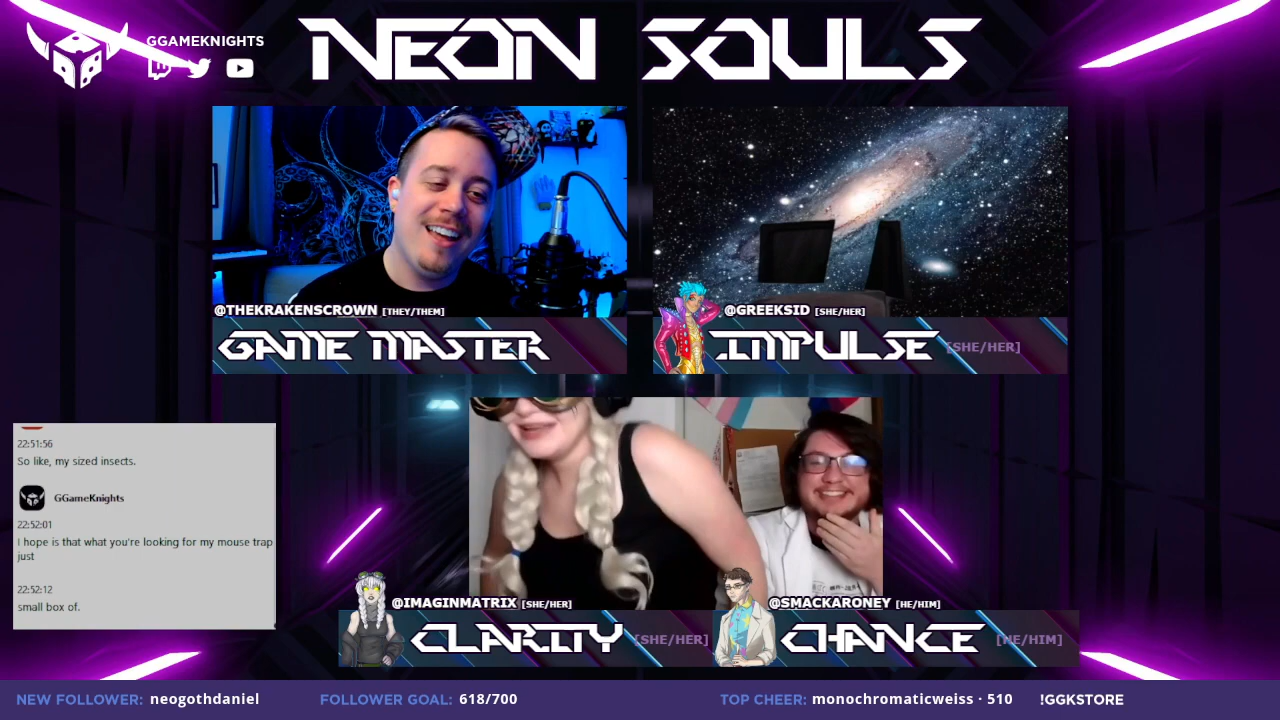 GGAMEKNIGHTS
NEON SOULS
@THEKRAKENSCROWN [THEY/THEM]
GAME MASTER
@GREEKSID [SHE/HER]
IMPULSE [SHE/HER]
22:51:56
So like, my sized insects.
GGameKnights
22:52:01
I hope is that what you're looking for my mouse trap
just
22:52:12
small box of.
@IMAGINMATRIX [SHE/HER]
CLARITY [SHE/HER]
@SMACKARONEY [HE/HIM]
CHANCE [HE/HIM]
NEW FOLLOWER: neogothdaniel
FOLLOWER GOAL: 618/700
TOP CHEER: monochromaticweiss · 510
!GGKSTORE